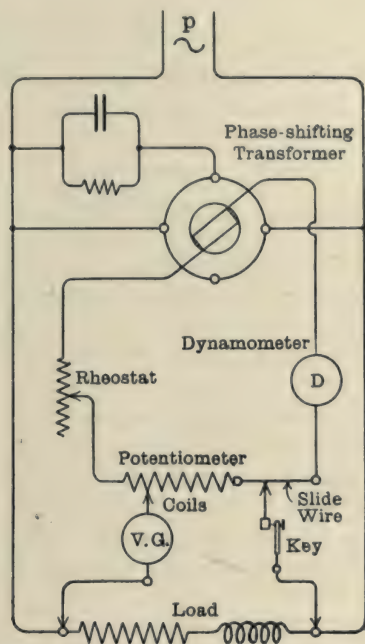 p
Phase-shifting
Transformer
Dynamometer
D
Rheostat
Potentiometer
Coils
Slide
Wire
V.G.
Key
Load